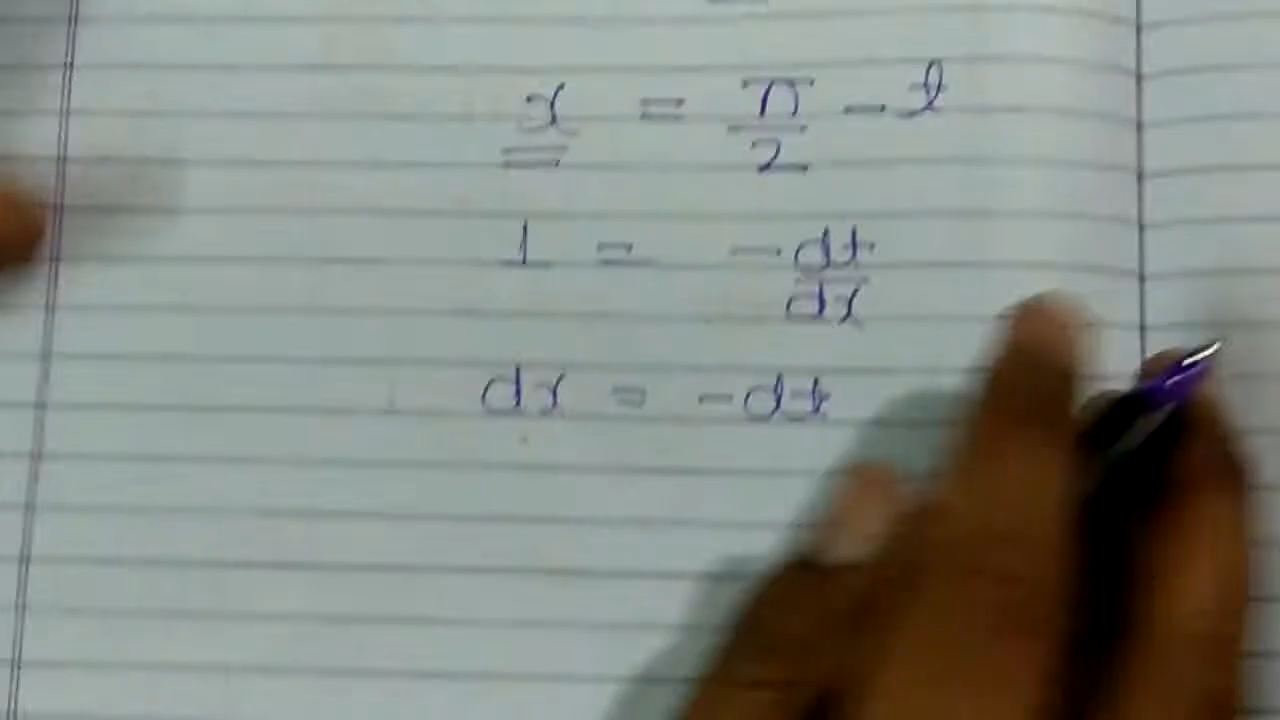 x = π/2 - t
1 = - dt/dx
dx = - dt